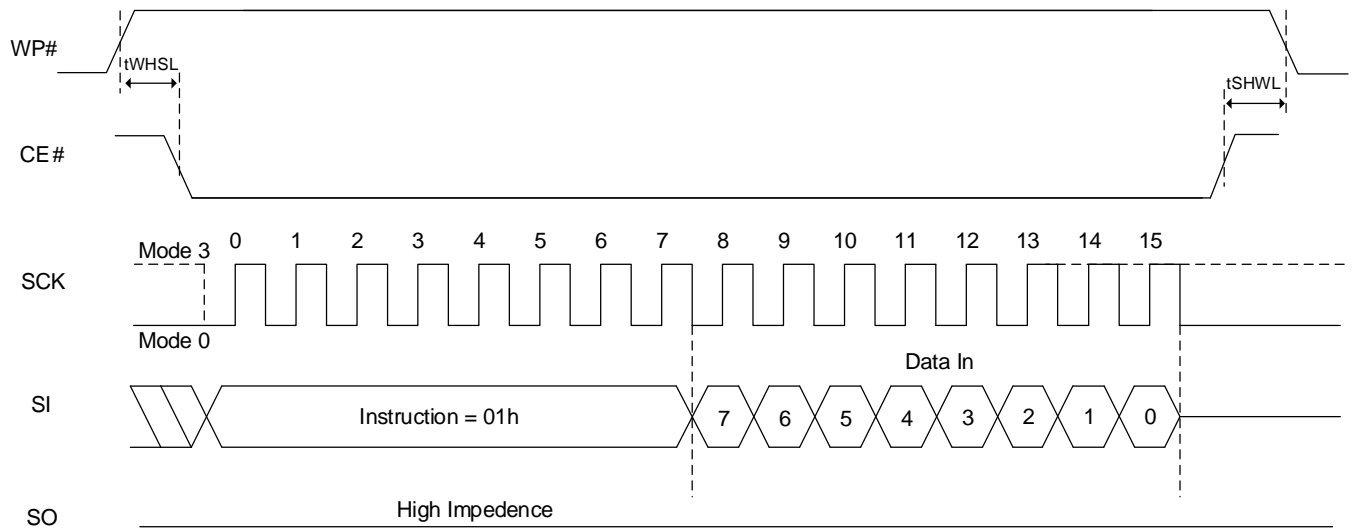 WP#
tWHSL
tSHWL
CE#
Mode 3
0 1 2 3 4 5 6 7 8 9 10 11 12 13 14 15
SCK
Mode 0
Data In
SI
Instruction = 01h
7 6 5 4 3 2 1 0
High Impedence
SO